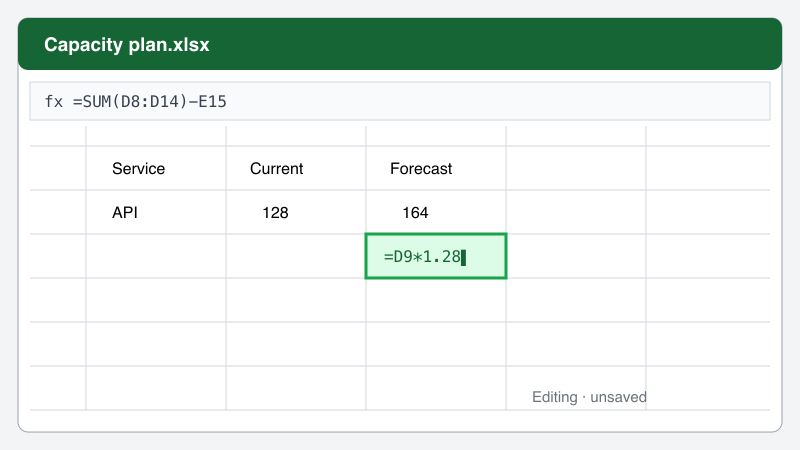 Capacity plan.xlsx
fx =SUM(D8:D14)−E15
Service Current Forecast
API 128 164
=D9*1.28
Editing · unsaved